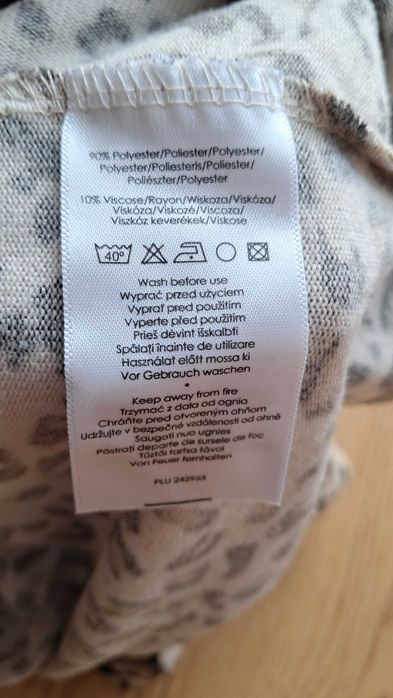 90% Polyester/Poliester/Polyester/
Polyester/Poliesteris/Poliester/
Poliészter/Polyester
10% Viscose/Rayon/Wiskoza/Viskóza/
Viskóza/Viskozė/Viscoza/
Viszkóz keverékek/Viskose
40°
Wash before use
Wyprać przed użyciem
Vyprať pred použitím
Vyperte před použitím
Prieš dėvint išskalbti
Spălați înainte de utilizare
Használat előtt mossa ki
Vor Gebrauch waschen
•
Keep away from fire
Trzymać z dala od ognia
Chráňte pred otvoreným ohňom
Udržujte v bezpečné vzdálenosti od ohně
Saugoti nuo ugnies
Păstrați departe de sursele de foc
Tűztől tartsa távol
Von Feuer fernhalten
PLU 242933